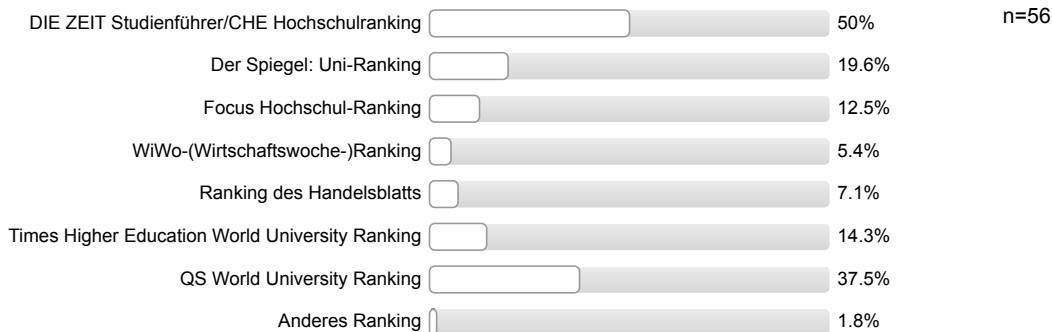 DIE ZEIT Studienführer/CHE Hochschulranking 50% n=56
Der Spiegel: Uni-Ranking 19.6%
Focus Hochschul-Ranking 12.5%
WiWo-(Wirtschaftswoche-)Ranking 5.4%
Ranking des Handelsblatts 7.1%
Times Higher Education World University Ranking 14.3%
QS World University Ranking 37.5%
Anderes Ranking 1.8%